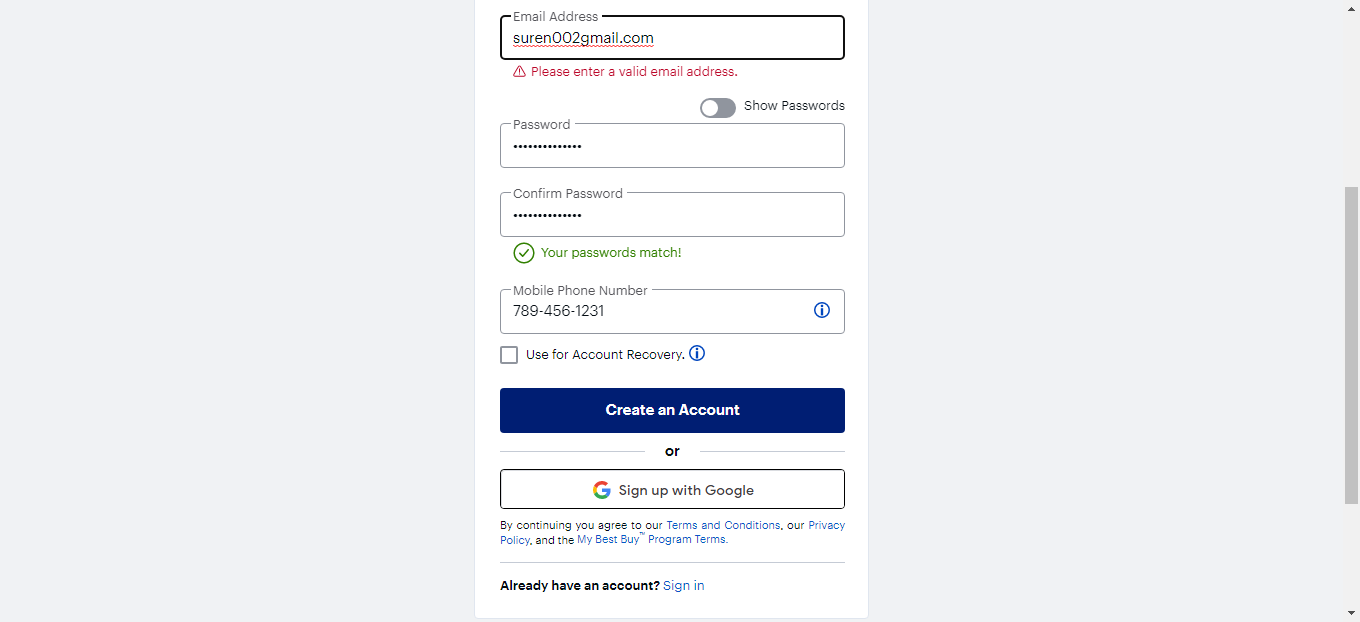 Email Address
suren002gmail.com
Please enter a valid email address.
Show Passwords
Password
••••••••••••••
Confirm Password
••••••••••••••
Your passwords match!
Mobile Phone Number
789-456-1231
Use for Account Recovery.
Create an Account
or
Sign up with Google
By continuing you agree to our Terms and Conditions, our Privacy
Policy, and the My Best Buy™ Program Terms.
Already have an account? Sign in